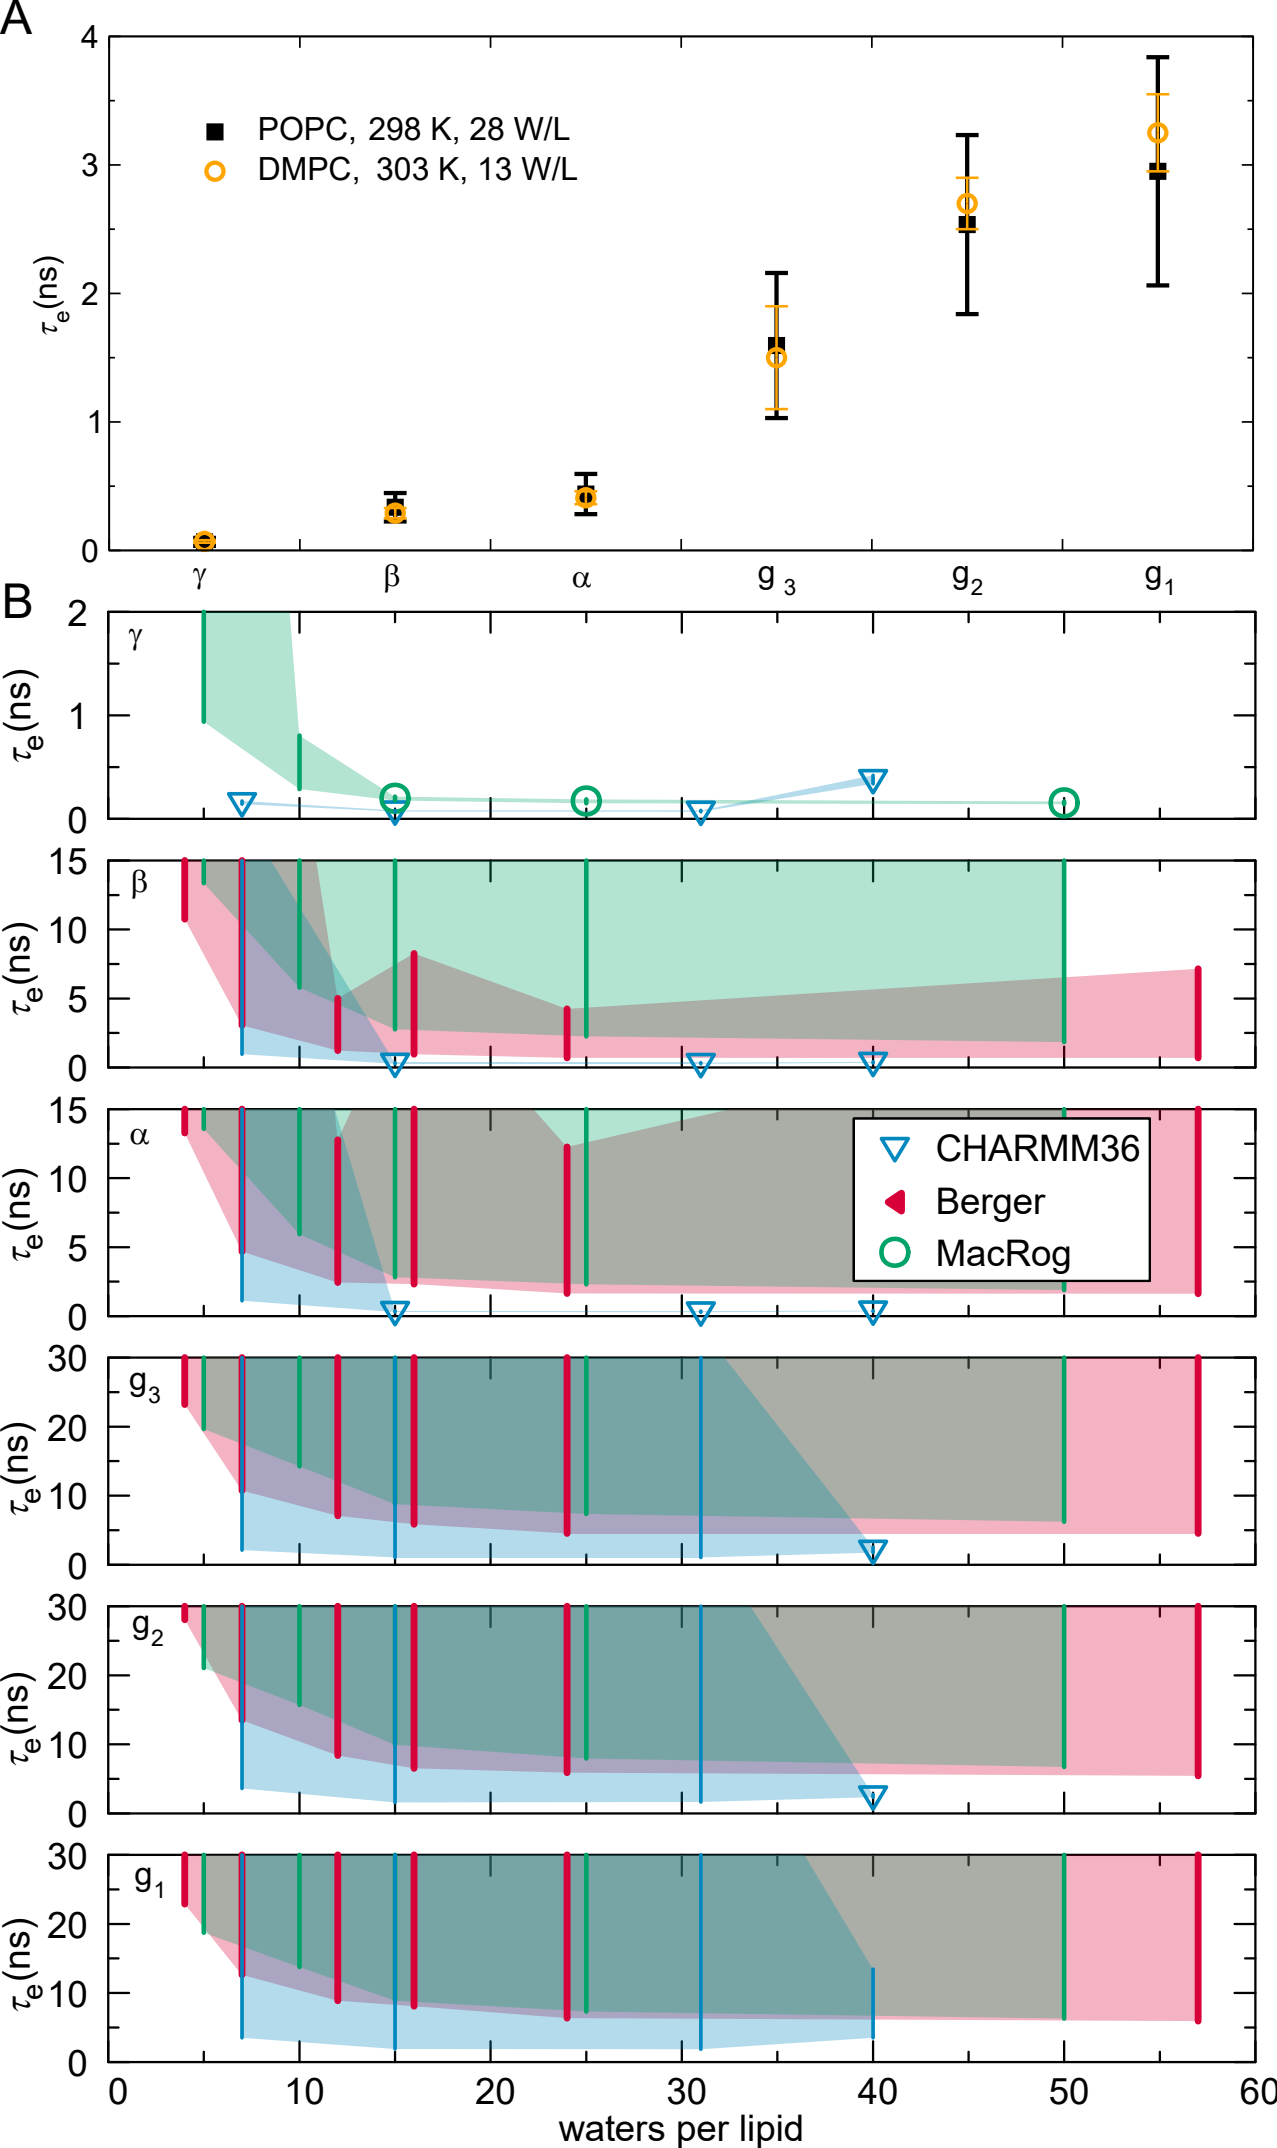 A
4
3
2
1
0
τe(ns)
POPC, 298 K, 28 W/L
DMPC, 303 K, 13 W/L
γ β α g3 g2 g1
B
γ
2
1
0
τe(ns)
β
15
10
5
0
τe(ns)
α
15
10
5
0
τe(ns)
CHARMM36
Berger
MacRog
g3
30
20
10
0
τe(ns)
g2
30
20
10
0
τe(ns)
g1
30
20
10
0
τe(ns)
0 10 20 30 40 50 60
waters per lipid